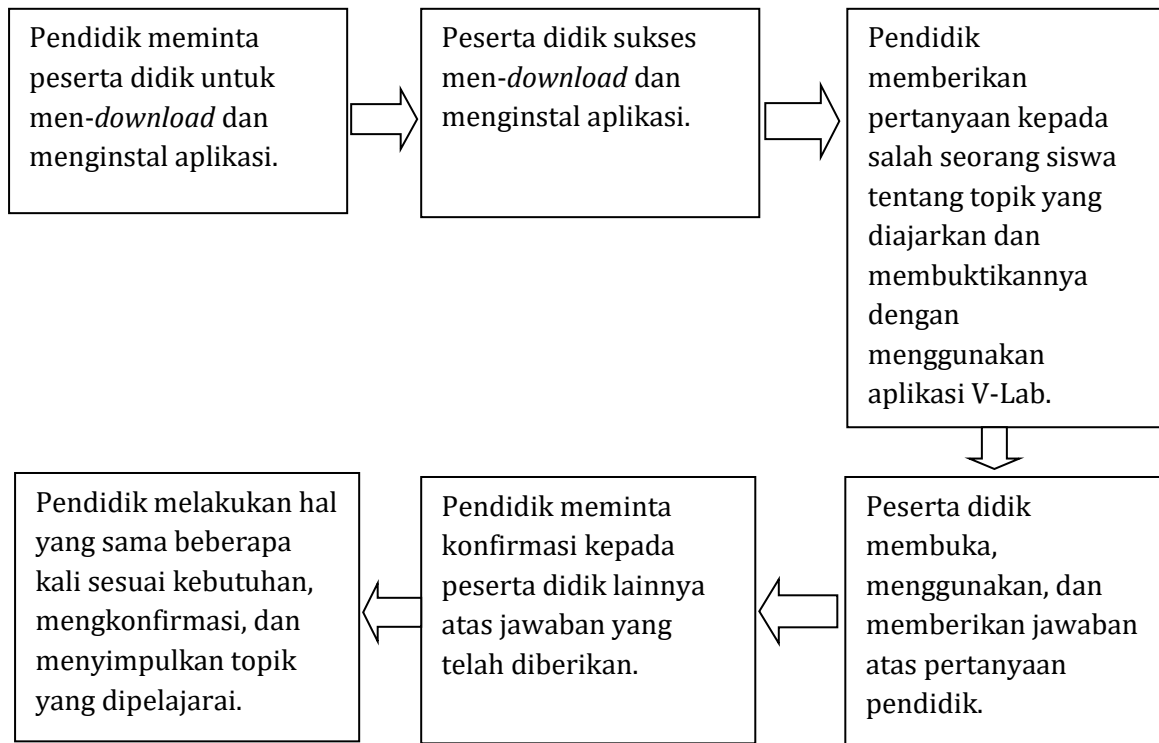 Pendidik meminta
peserta didik untuk
men-download dan
menginstal aplikasi.
Peserta didik sukses
men-download dan
menginstal aplikasi.
Pendidik
memberikan
pertanyaan kepada
salah seorang siswa
tentang topik yang
diajarkan dan
membuktikannya
dengan
menggunakan
aplikasi V-Lab.
Peserta didik
membuka,
menggunakan, dan
memberikan jawaban
atas pertanyaan
pendidik.
Pendidik meminta
konfirmasi kepada
peserta didik lainnya
atas jawaban yang
telah diberikan.
Pendidik melakukan hal
yang sama beberapa
kali sesuai kebutuhan,
mengkonfirmasi, dan
menyimpulkan topik
yang dipelajarai.